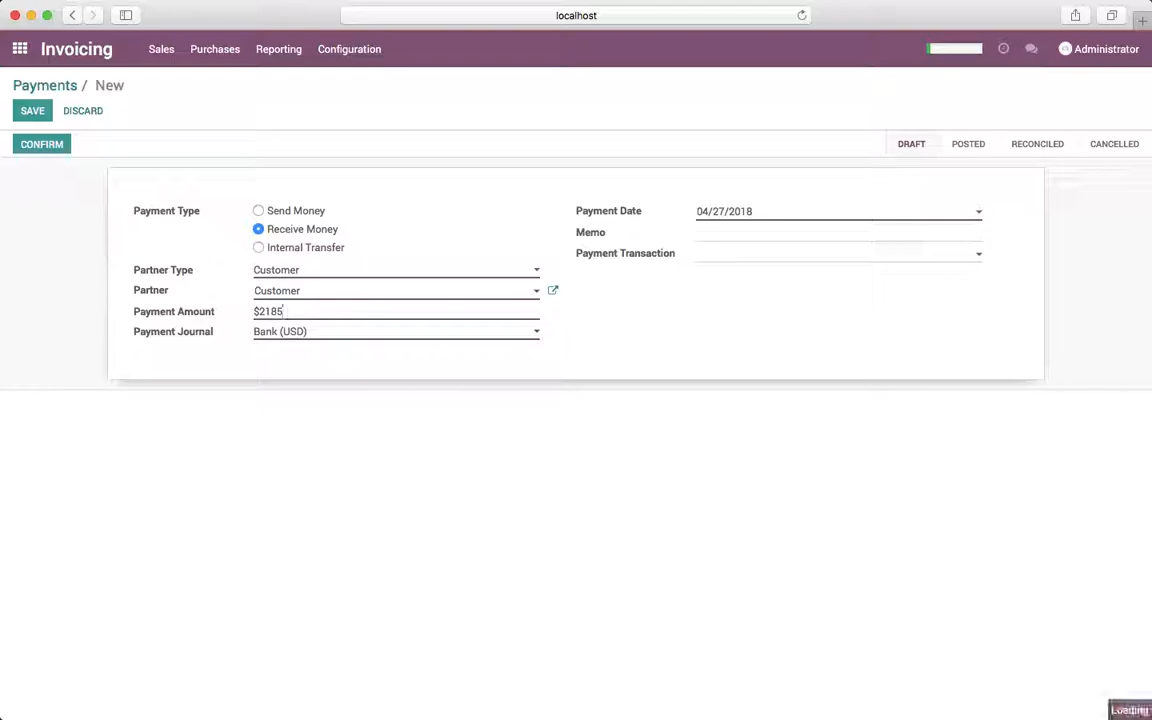 localhost
Invoicing Sales Purchases Reporting Configuration Administrator
Payments / New
SAVE DISCARD
CONFIRM DRAFT POSTED RECONCILED CANCELLED
Payment Type Send Money Payment Date 04/27/2018
Receive Money Memo
Internal Transfer Payment Transaction
Partner Type Customer
Partner Customer
Payment Amount $2185
Payment Journal Bank (USD)
Loading